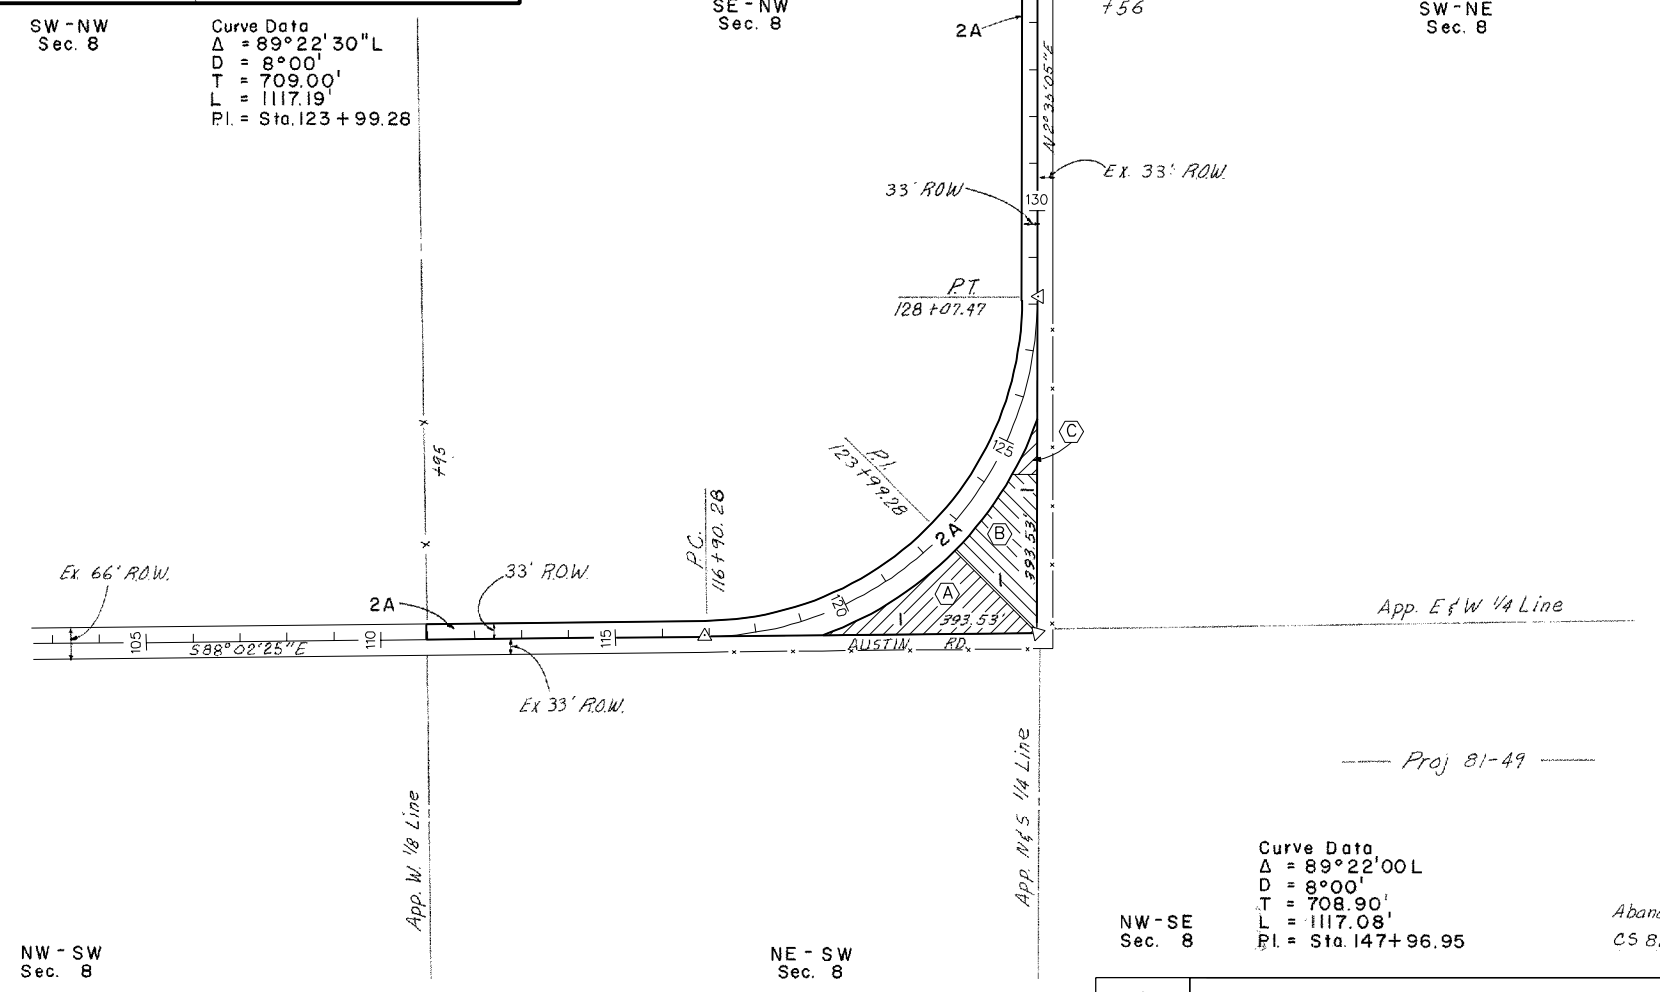 SW-NW
Sec. 8
Curve Data
Δ = 89°22'30"L
D = 8°00'
T = 709.00'
L = 1117.19'
P.I. = Sta. 123+99.28
SE-NW
Sec. 8
2A
+56
SW-NE
Sec. 8
N2°35'05"E
Ex. 33' R.O.W.
33' ROW
130
P.T.
128+07.47
C
125
+95
P.I.
123+99.28
P.C.
116+90.28
2A
B
1
393.53'
1
Ex. 66' R.O.W.
33' R.O.W.
2A
A
120
1
393.53'
App. E & W 1/4 Line
105
110
115
S88°02'25"E
AUSTIN RD.
Ex 33' R.O.W.
App. W. 1/8 Line
App. N & S 1/4 Line
Proj 81-49
Curve Data
Δ = 89°22'00L
D = 8°00'
T = 708.90'
L = 1117.08'
P.I. = Sta. 147+96.95
NW-SE
Sec. 8
NW-SW
Sec. 8
NE-SW
Sec. 8